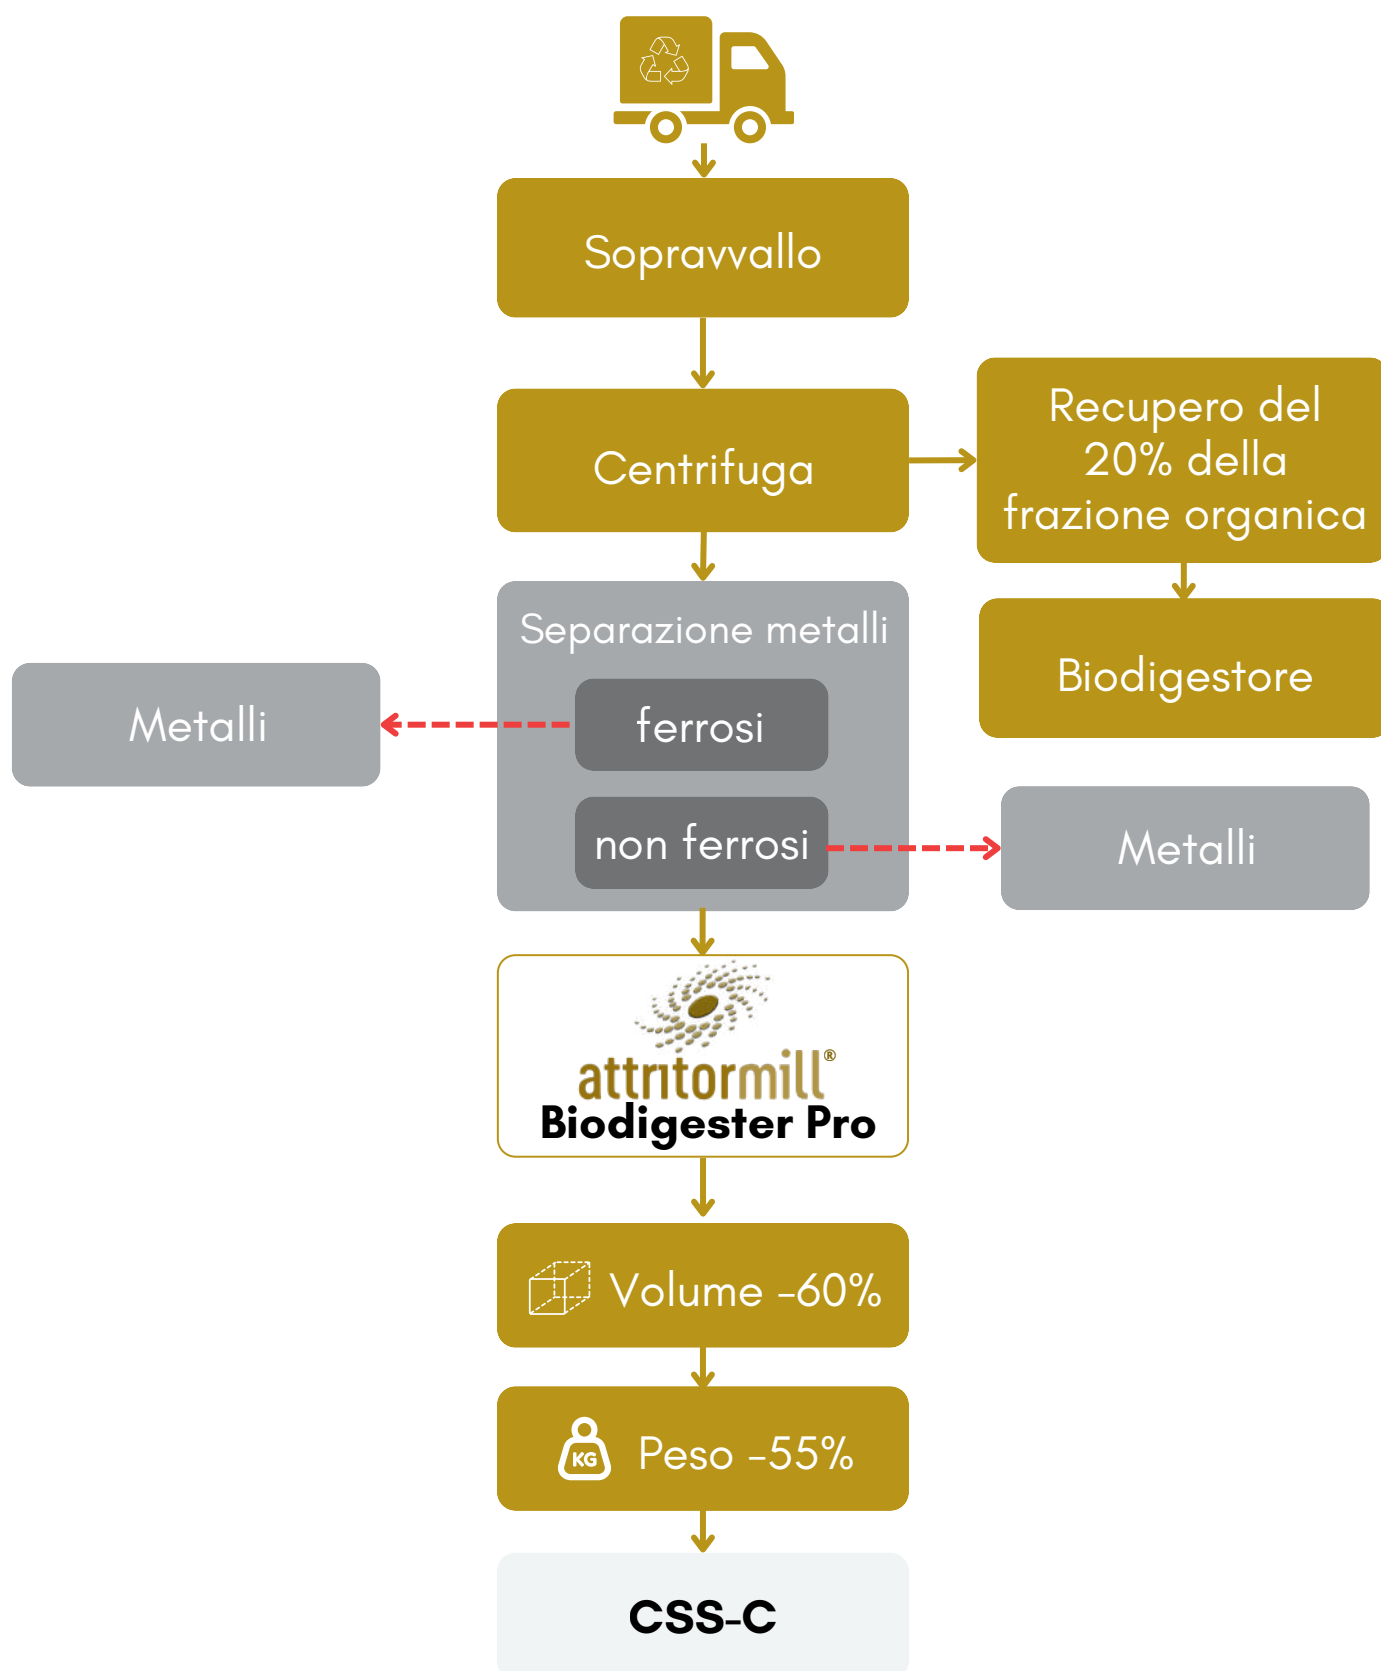 Sopravvallo
Centrifuga
Recupero del
20% della
frazione organica
Biodigestore
Separazione metalli
ferrosi
Metalli
non ferrosi
Metalli
attritormill®
Biodigester Pro
Volume -60%
KG
Peso -55%
CSS-C